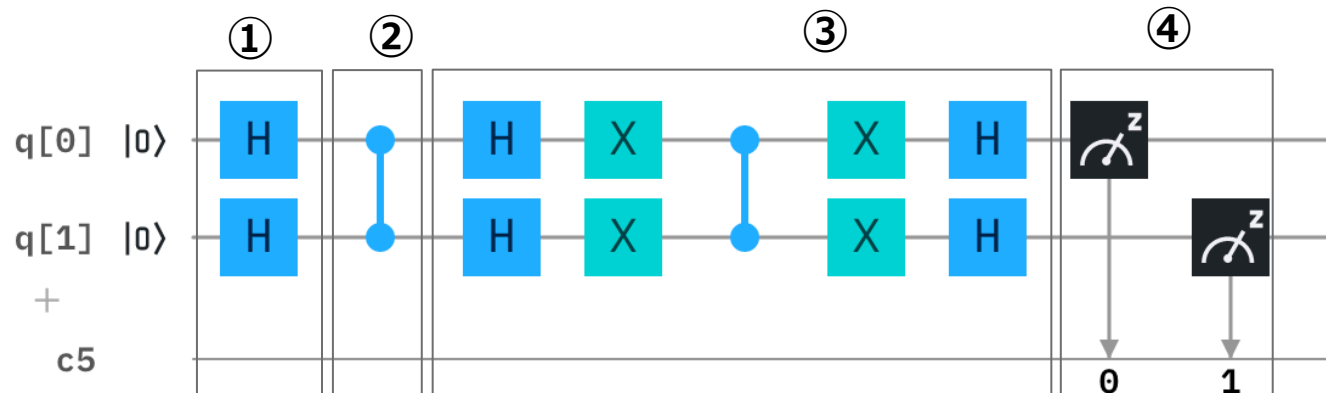 ① ② ③ ④
q[0] |0⟩ H H X X H z
q[1] |0⟩ H H X X H z
+
c5
0 1